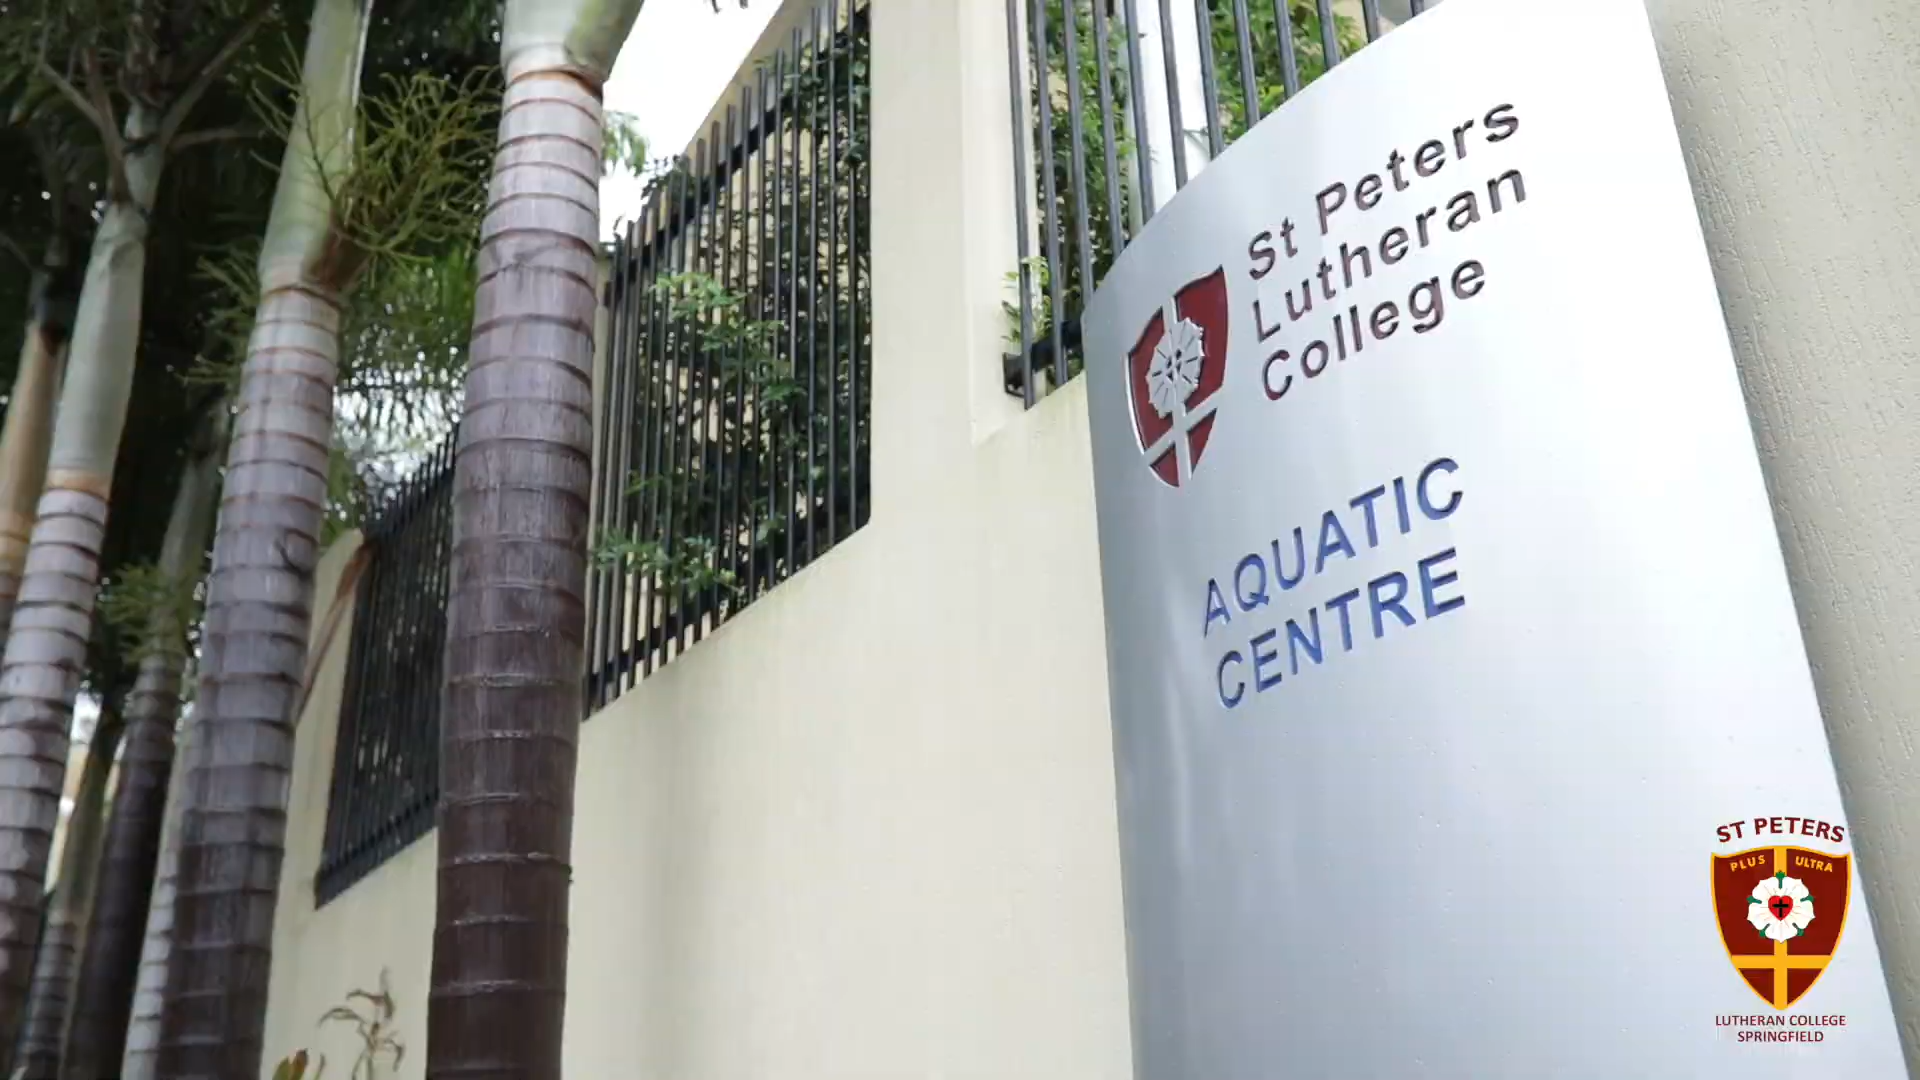 St Peters
Lutheran
College
AQUATIC
CENTRE
ST PETERS
PLUS ULTRA
LUTHERAN COLLEGE
SPRINGFIELD